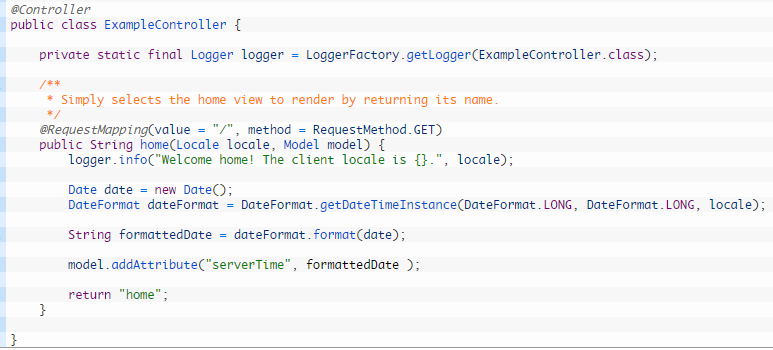 @Controller
public class ExampleController {
private static final Logger logger = LoggerFactory.getLogger(ExampleController.class);
/**
* Simply selects the home view to render by returning its name.
*/
@RequestMapping(value = "/", method = RequestMethod.GET)
public String home(Locale locale, Model model) {
logger.info("Welcome home! The client locale is {}.", locale);
Date date = new Date();
DateFormat dateFormat = DateFormat.getDateTimeInstance(DateFormat.LONG, DateFormat.LONG, locale);
String formattedDate = dateFormat.format(date);
model.addAttribute("serverTime", formattedDate );
return "home";
}
}